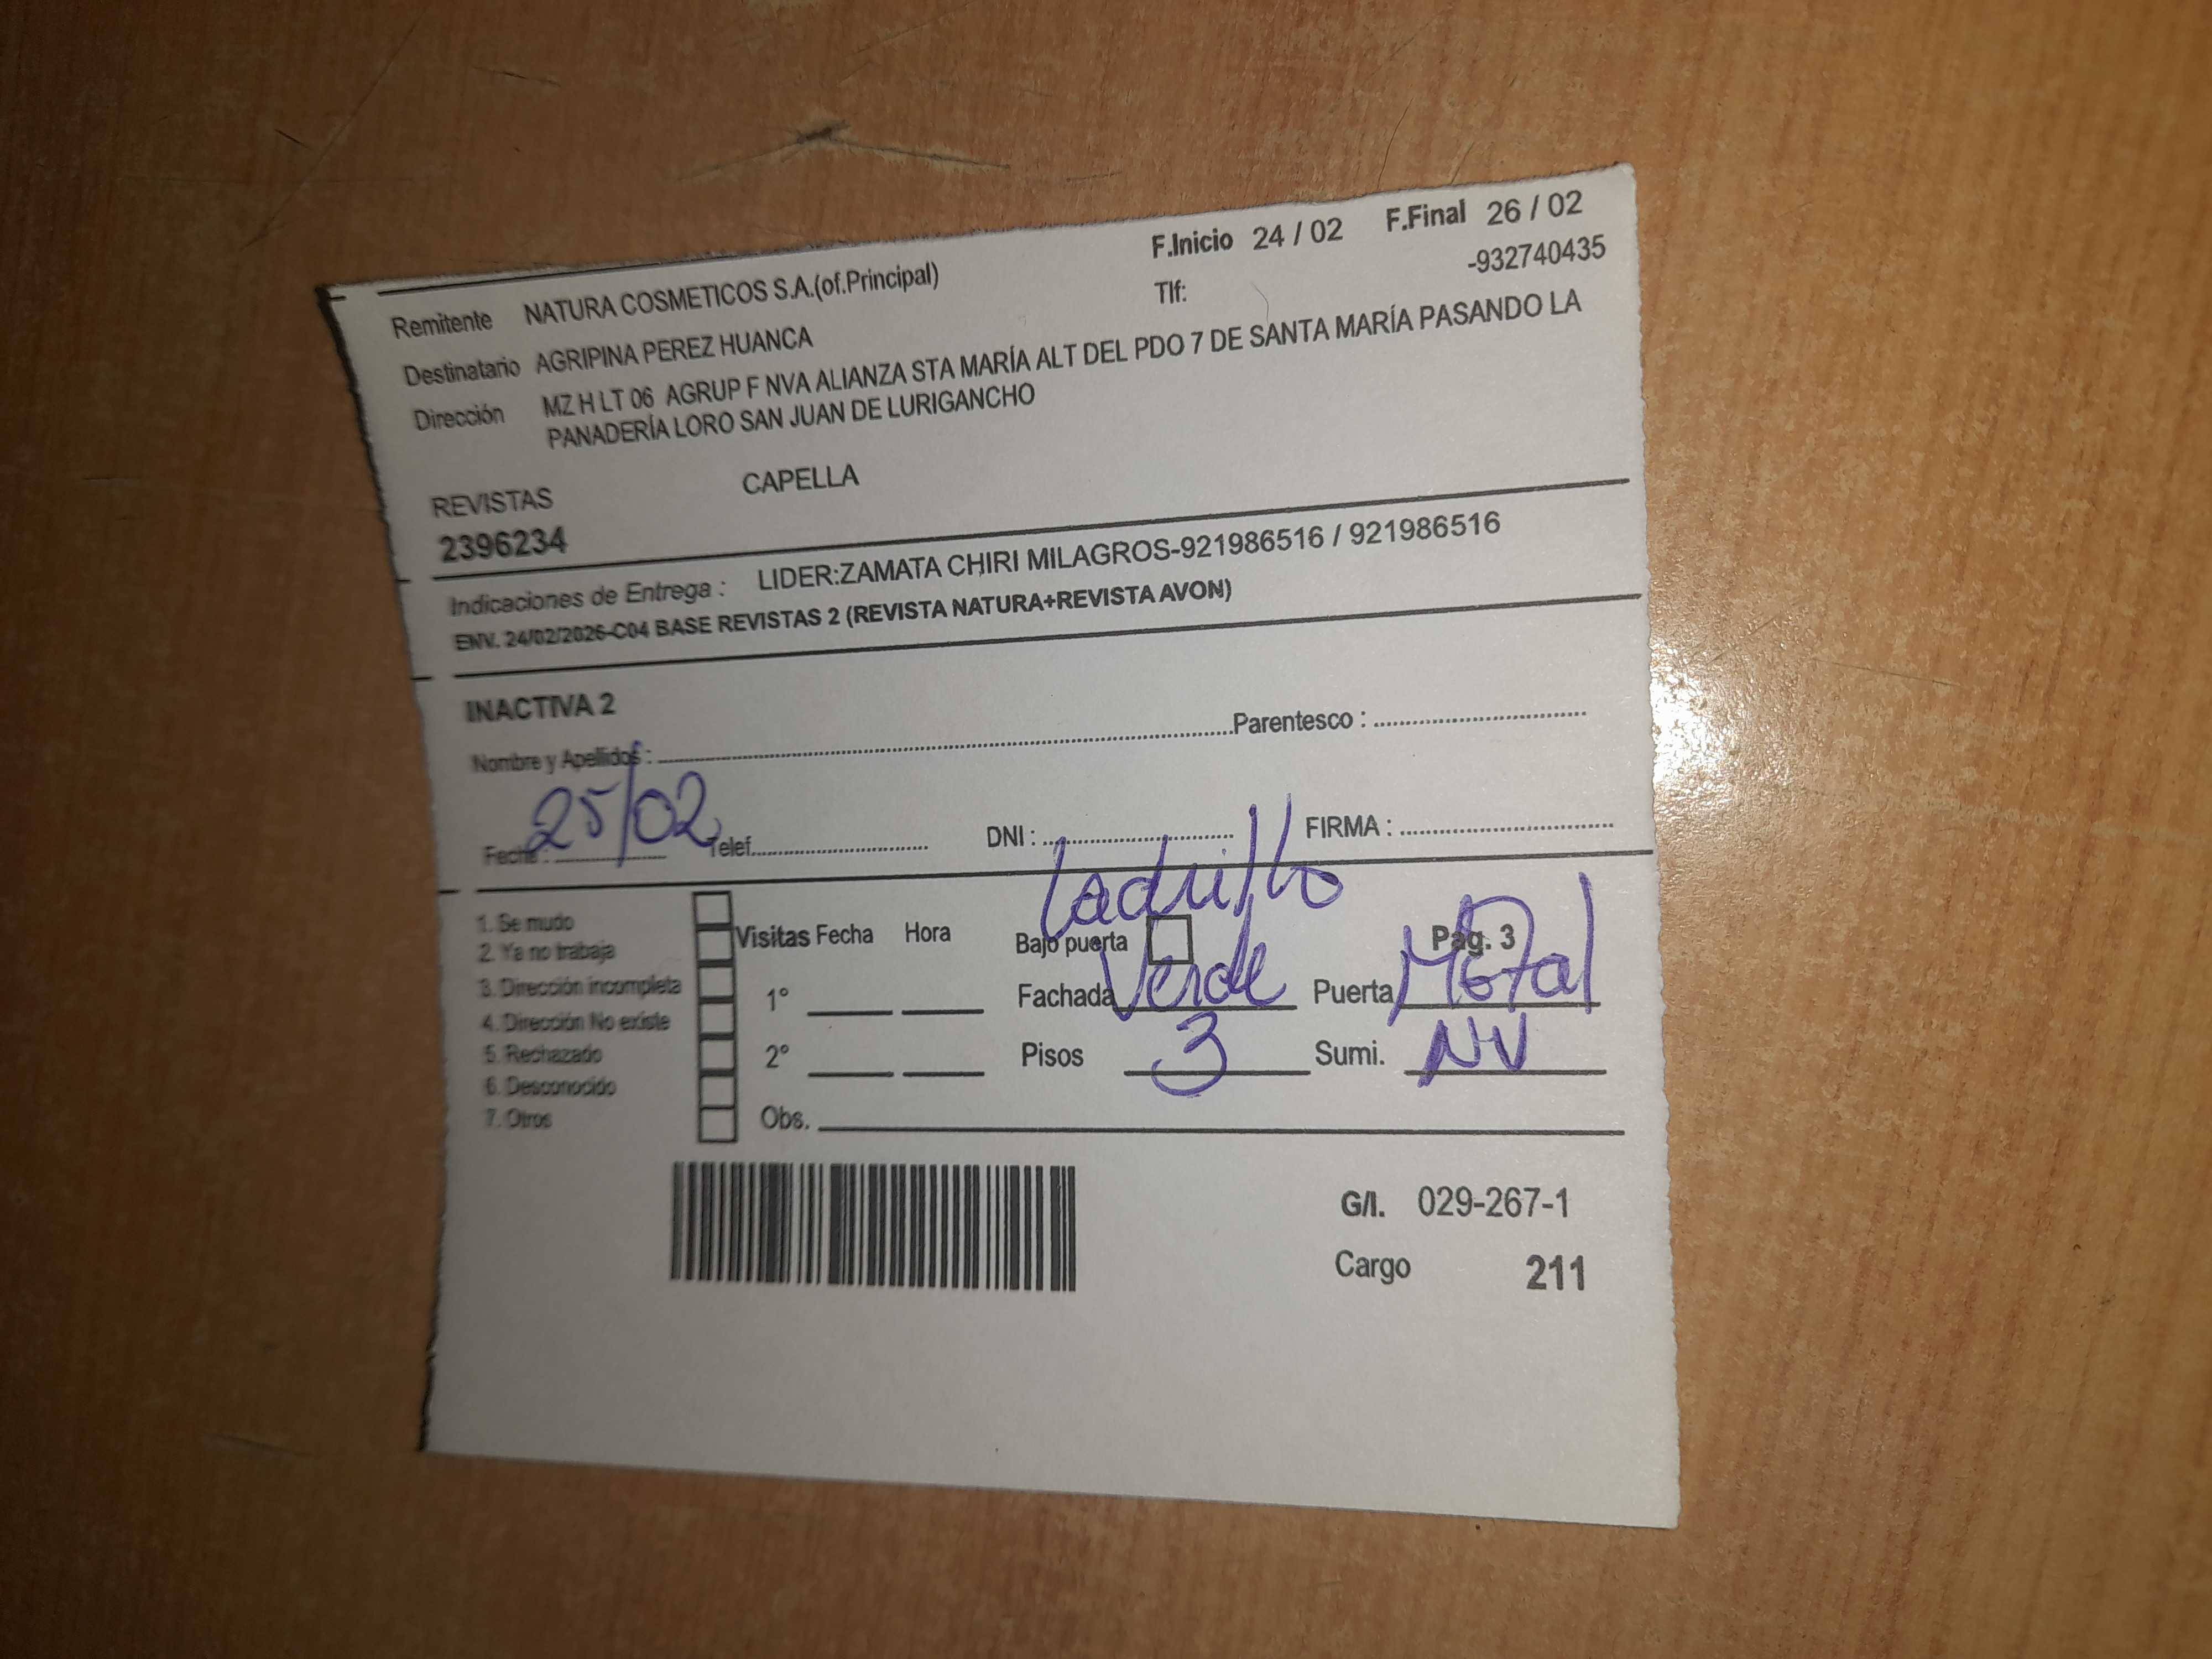 F.Inicio 24 / 02 F.Final 26 / 02
Remitente NATURA COSMETICOS S.A.(of.Principal) Tlf: -932740435
Destinatario AGRIPINA PEREZ HUANCA
Dirección MZ H LT 06 AGRUP F NVA ALIANZA STA MARÍA ALT DEL PDO 7 DE SANTA MARÍA PASANDO LA
PANADERÍA LORO SAN JUAN DE LURIGANCHO
REVISTAS CAPELLA
2396234
Indicaciones de Entrega : LIDER:ZAMATA CHIRI MILAGROS-921986516 / 921986516
ENV. 24/02/2026-C04 BASE REVISTAS 2 (REVISTA NATURA+REVISTA AVON)
INACTIVA 2
Nombre y Apellidos : Parentesco :
Fecha : 25/02 Telef. DNI : FIRMA :
Ladrillo
1. Se mudo
2. Ya no trabaja
3. Dirección incompleta
4. Dirección No existe
5. Rechazado
6. Desconocido
7. Otros
Visitas Fecha Hora Bajo puerta Pag. 3
1° Fachada Verde Puerta Metal
2° Pisos 3 Sumi. NV
Obs.
G/I. 029-267-1
Cargo 211